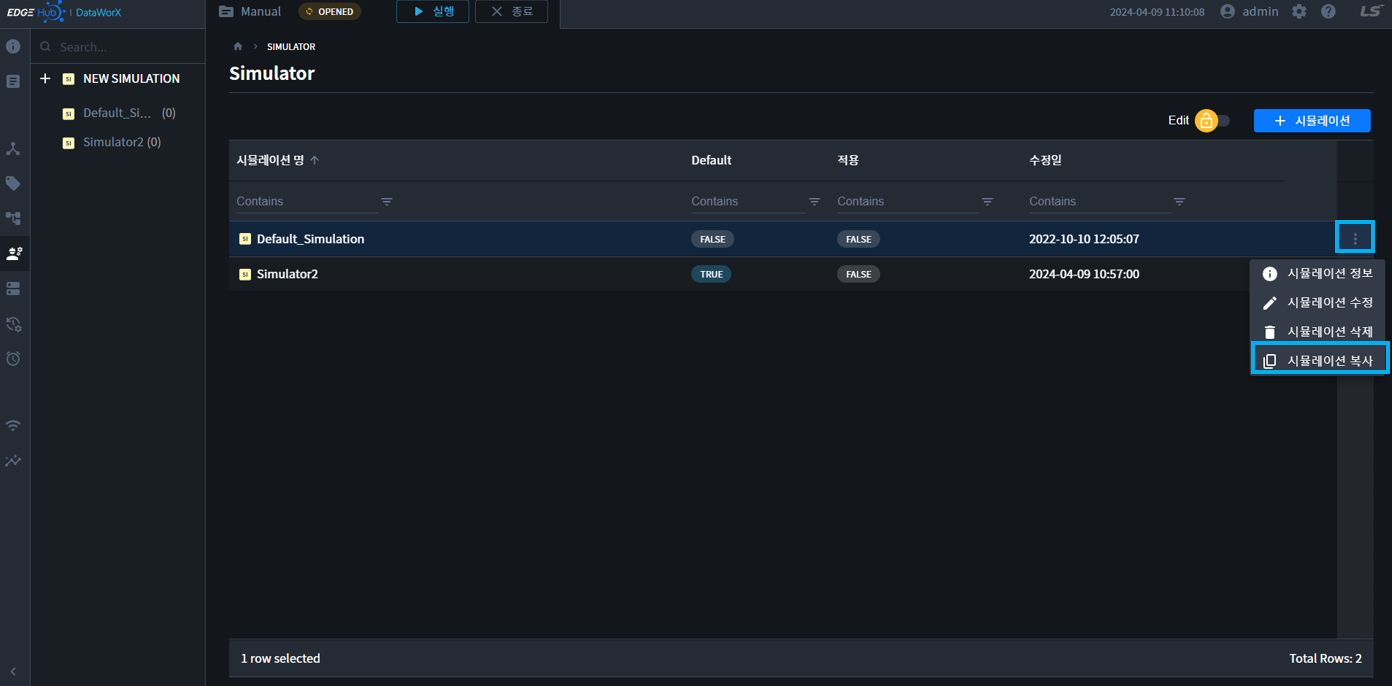 EDGE Hub | DataWorX
Manual
OPENED
실행
종료
2024-04-09 11:10:08
admin
LS
Search...
SI NEW SIMULATION
SI Default_Si... (0)
SI Simulator2 (0)
SIMULATOR
Simulator
Edit
시뮬레이션
시뮬레이션 명 Default 적용 수정일
Contains Contains Contains Contains
SI Default_Simulation FALSE FALSE 2022-10-10 12:05:07
SI Simulator2 TRUE FALSE 2024-04-09 10:57:00
시뮬레이션 정보
시뮬레이션 수정
시뮬레이션 삭제
시뮬레이션 복사
1 row selected
Total Rows: 2